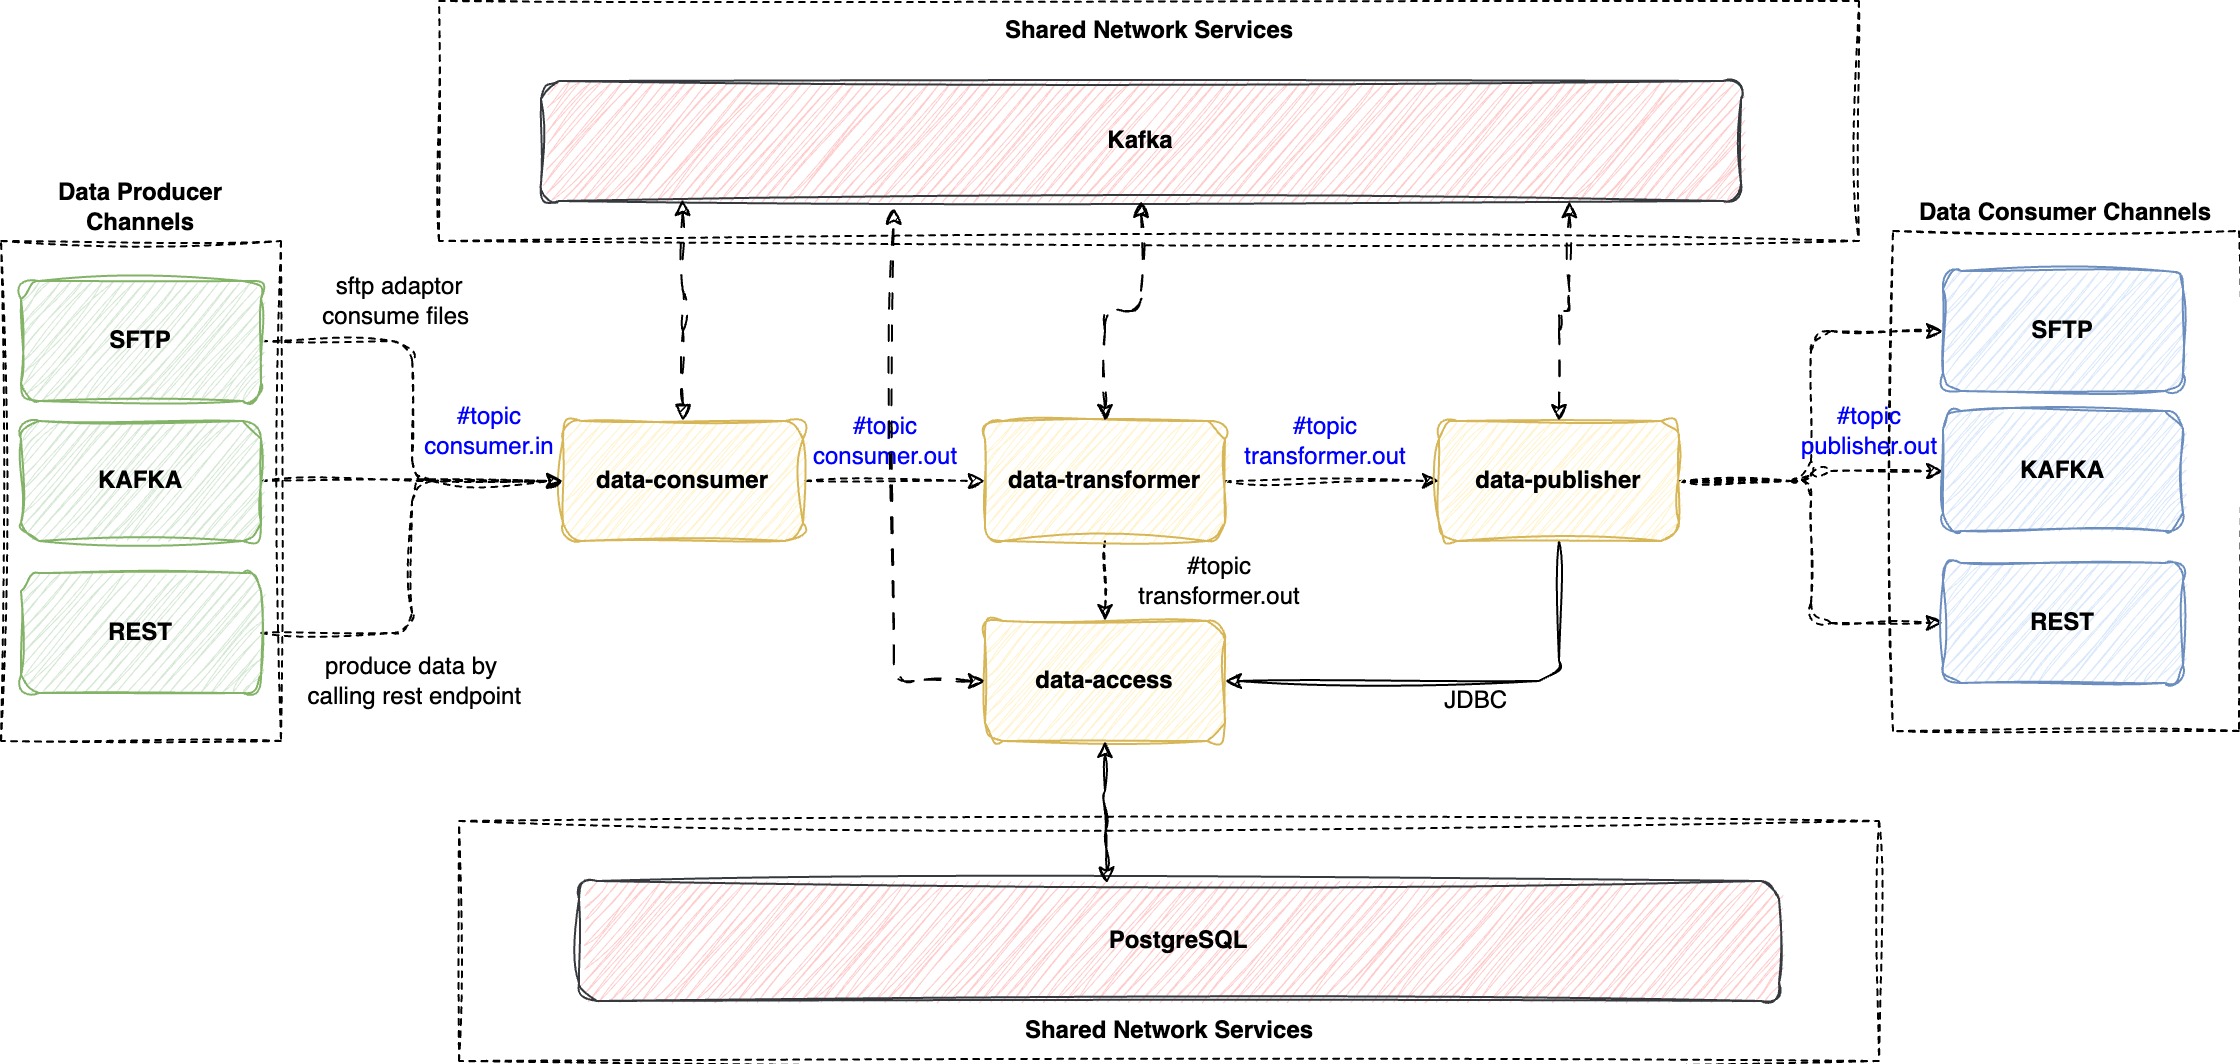 Shared Network Services
Kafka
Data Producer
Channels
Data Consumer Channels
SFTP
KAFKA
REST
sftp adaptor
consume files
#topic
consumer.in
produce data by
calling rest endpoint
data-consumer
#topic
consumer.out
data-transformer
#topic
transformer.out
data-publisher
#topic
publisher.out
SFTP
KAFKA
REST
#topic
transformer.out
data-access
JDBC
PostgreSQL
Shared Network Services